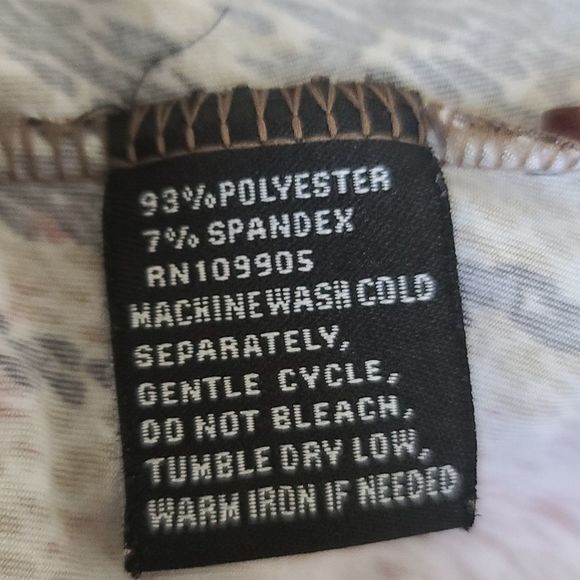 93% POLYESTER
7% SPANDEX
RN109905
MACHINE WASH COLD
SEPARATELY,
GENTLE CYCLE,
DO NOT BLEACH,
TUMBLE DRY LOW,
WARM IRON IF NEEDED